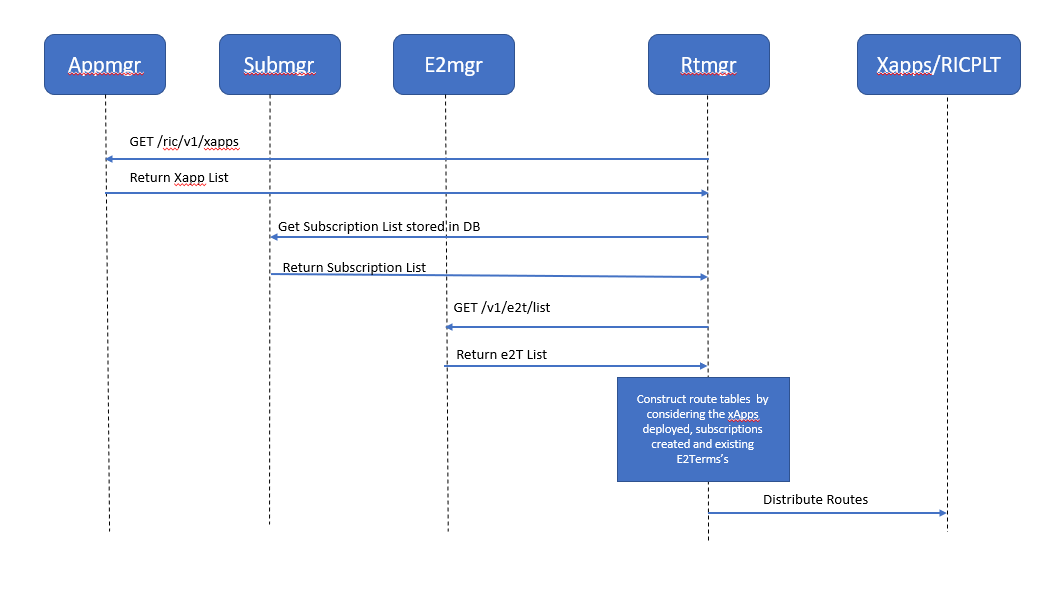 Appmgr
Submgr
E2mgr
Rtmgr
Xapps/RICPLT
GET /ric/v1/xapps
Return Xapp List
Get Subscription List stored in DB
Return Subscription List
GET /v1/e2t/list
Return e2T List
Construct route tables by
considering the xApps
deployed, subscriptions
created and existing
E2Terms's
Distribute Routes